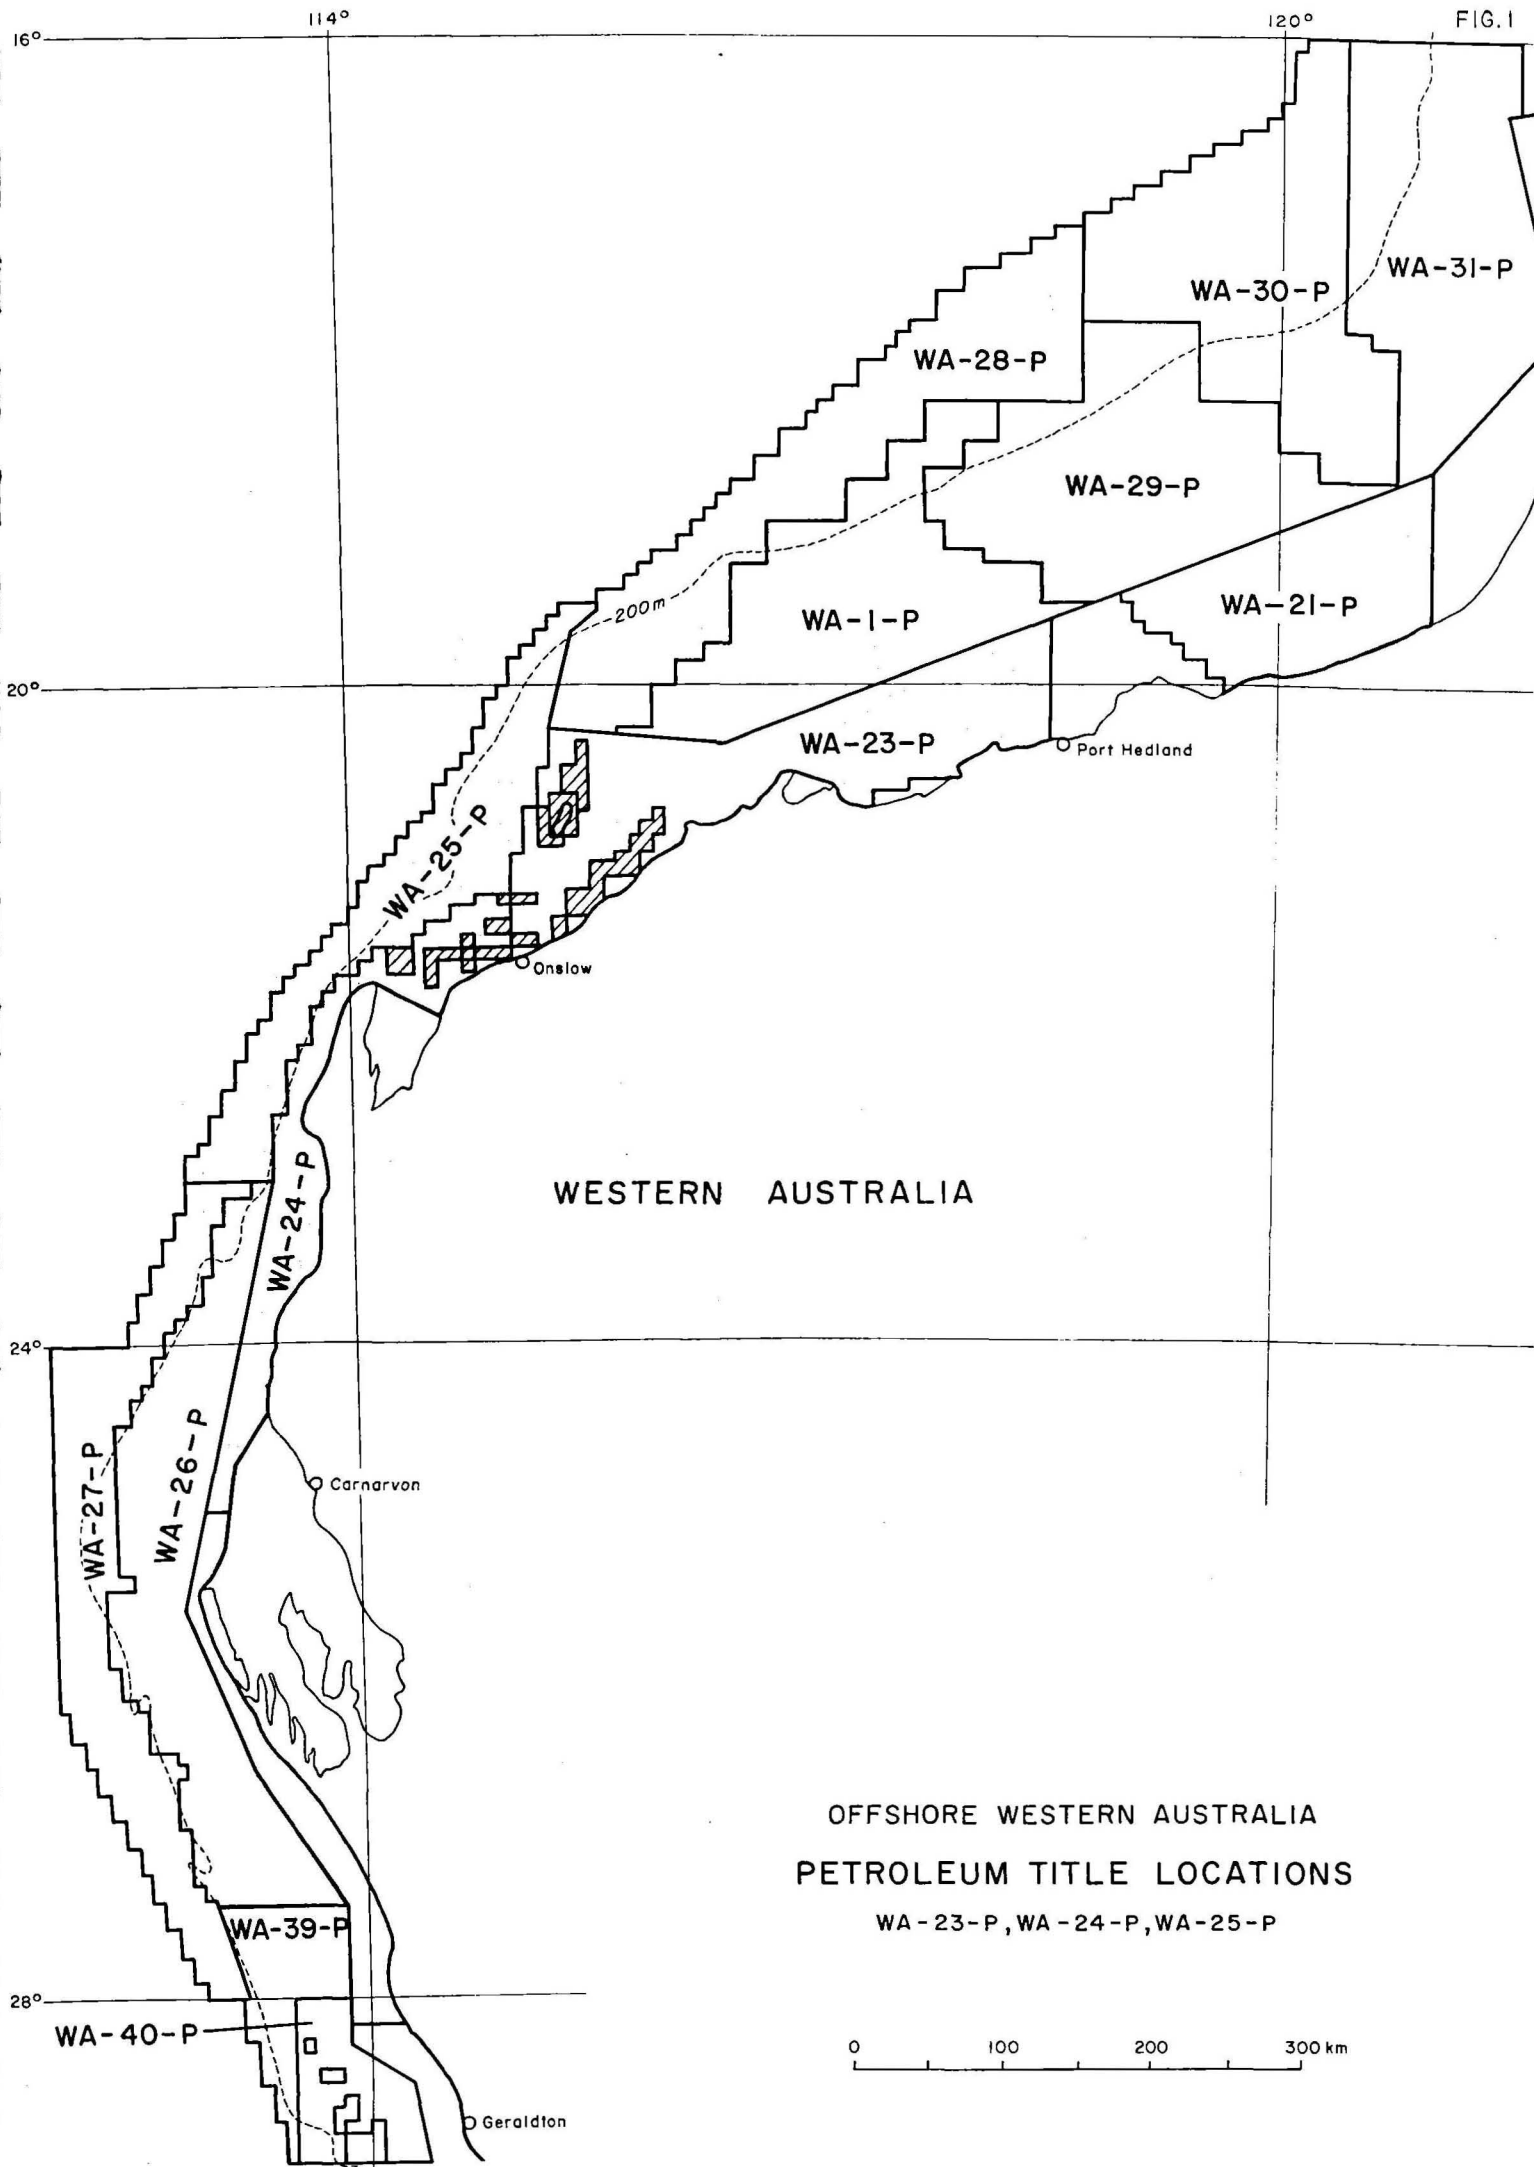 114°
120°
FIG.1
16°
WA-31-P
WA-30-P
WA-28-P
WA-29-P
200m
WA-1-P
WA-21-P
20°
WA-23-P
Port Hedland
WA-25-P
Onslow
WA-24-P
WESTERN AUSTRALIA
24°
WA-26-P
WA-27-P
Carnarvon
OFFSHORE WESTERN AUSTRALIA
PETROLEUM TITLE LOCATIONS
WA-23-P, WA-24-P, WA-25-P
WA-39-P
28°
WA-40-P
0 100 200 300 km
Geraldton